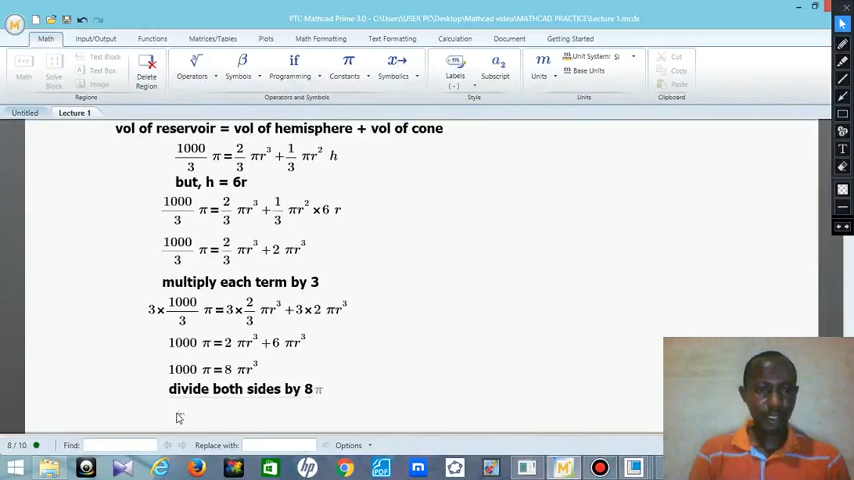 PTC Mathcad Prime 3.0 - C:\Users\USER PC\Desktop\Mathcad video\MATHCAD PRACTICE\Lecture 1.mcdx
Math Input/Output Functions Matrices/Tables Plots Math Formatting Text Formatting Calculation Document Getting Started
Math
Solve Block
Text Block
Text Box
Image
Delete Region
Operators
Symbols
Programming
Constants
Symbolics
Labels
(-)
Subscript
Units
Unit System: SI
Base Units
Cut
Copy
Paste
Regions Operators and Symbols Style Units Clipboard
Untitled Lecture 1
vol of reservoir = vol of hemisphere + vol of cone
1000/3 π = 2/3 πr³ + 1/3 πr² h
but, h = 6r
1000/3 π = 2/3 πr³ + 1/3 πr² × 6 r
1000/3 π = 2/3 πr³ + 2 πr³
multiply each term by 3
3 × 1000/3 π = 3 × 2/3 πr³ + 3 × 2 πr³
1000 π = 2 πr³ + 6 πr³
1000 π = 8 πr³
divide both sides by 8π
8 / 10 Find: Replace with: Options